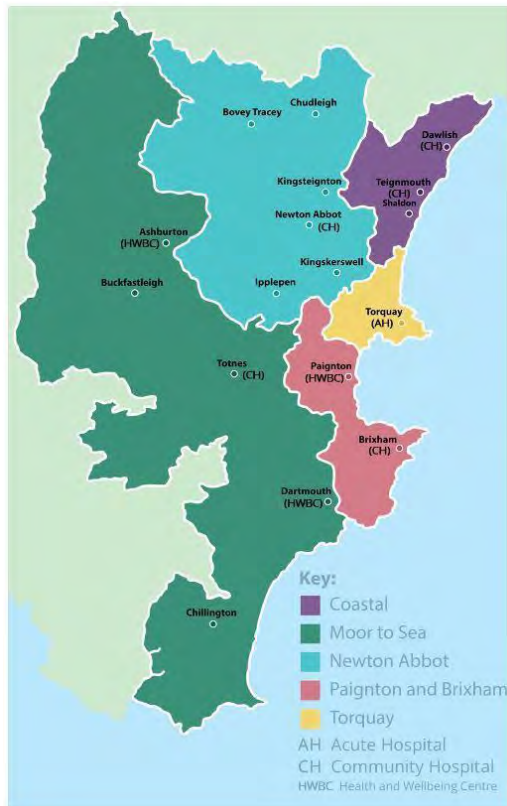 Chudleigh
Bovey Tracey
Dawlish
(CH)
Kingsteignton
Teignmouth
(CH)
Shaldon
Newton Abbot
(CH)
Ashburton
(HWBC)
Kingskerswell
Buckfastleigh
Ipplepen
Torquay
(AH)
Totnes
(CH)
Paignton
(HWBC)
Brixham
(CH)
Dartmouth
(HWBC)
Chillington
Key:
Coastal
Moor to Sea
Newton Abbot
Paignton and Brixham
Torquay
AH Acute Hospital
CH Community Hospital
HWBC Health and Wellbeing Centre